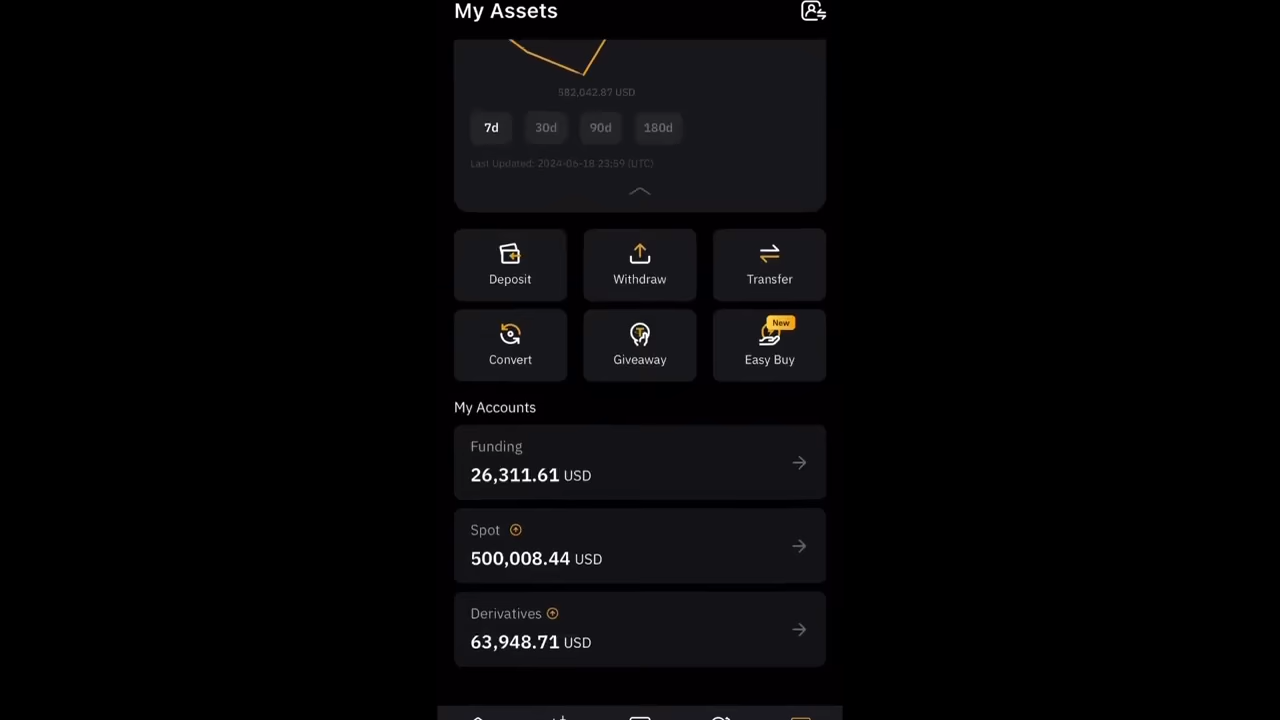 My Assets
582,042.87 USD
7d 30d 90d 180d
Last Updated: 2024-06-18 23:59 (UTC)
Deposit Withdraw Transfer
New
Convert Giveaway Easy Buy
My Accounts
Funding
26,311.61 USD
Spot
500,008.44 USD
Derivatives
63,948.71 USD